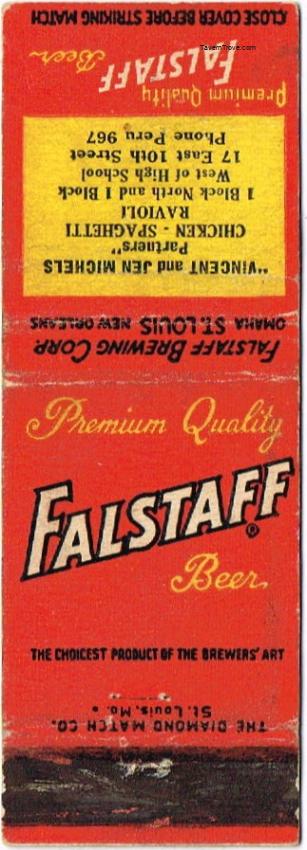 CLOSE COVER BEFORE STRIKING MATCH
TavernTrove.com
Premium Quality
FALSTAFF
Beer
"VINCENT and JEN MICHELS
Partners"
CHICKEN - SPAGHETTI
RAVIOLI
1 Block North and 1 Block
West of High School
17 East 10th Street
Phone Peru 967
FALSTAFF BREWING CORP.
OMAHA ST. LOUIS NEW ORLEANS
Premium Quality
FALSTAFF®
Beer
THE CHOICEST PRODUCT OF THE BREWERS' ART
THE DIAMOND MATCH CO.
St. Louis, Mo.